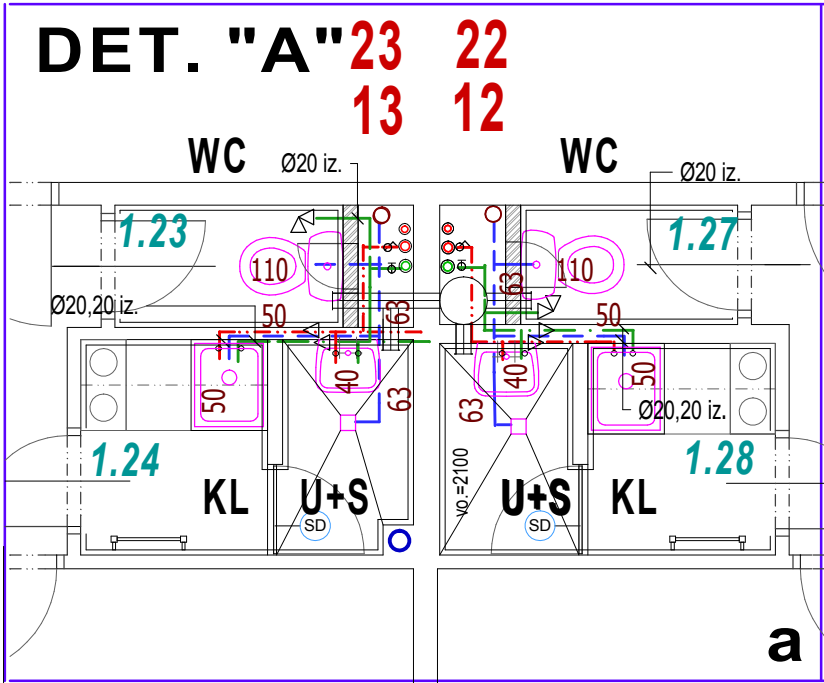 DET. "A" 23 22
13 12
WC WC
Ø20 iz. Ø20 iz.
1.23 1.27
110 110
63
Ø20,20 iz.
50 63 50
50 40 40 50
63 63
Ø20,20 iz.
1.24 1.28
vo.=2100
KL U+S U+S KL
SD SD
a